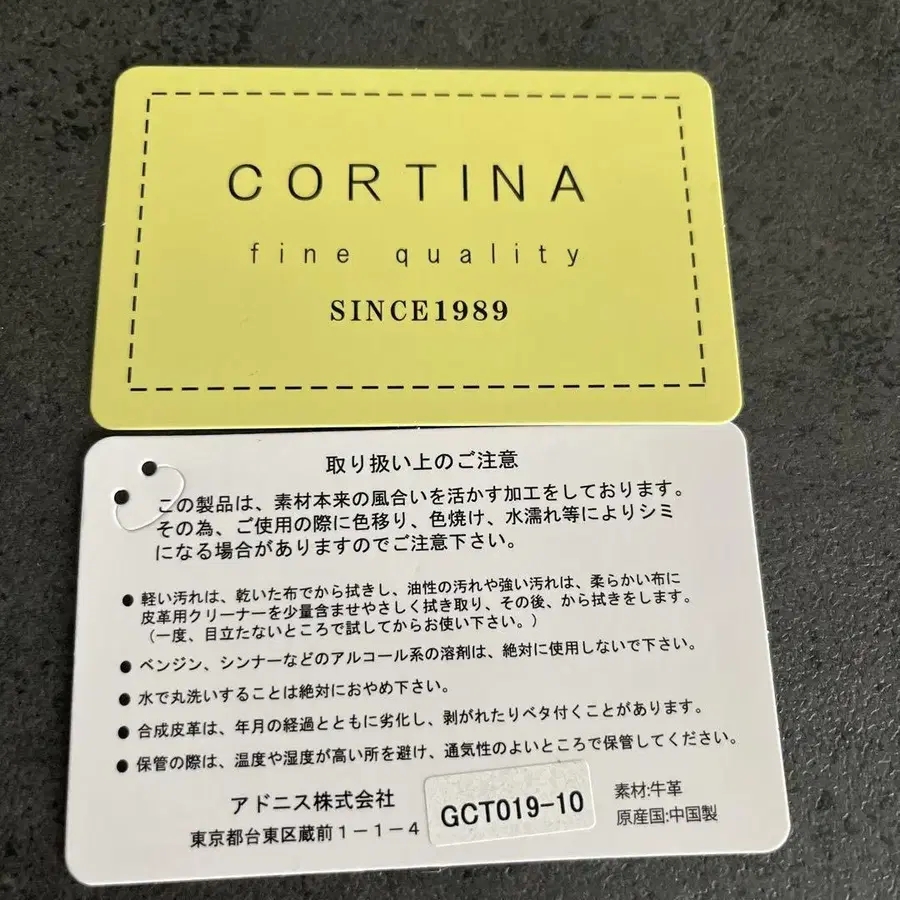 CORTINA
fine quality
SINCE1989
取り扱い上のご注意
この製品は、素材本来の風合いを活かす加工をしております。
その為、ご使用の際に色移り、色焼け、水濡れ等によりシミ
になる場合がありますのでご注意下さい。
●軽い汚れは、乾いた布でから拭きし、油性の汚れや強い汚れは、柔らかい布に
皮革用クリーナーを少量含ませやさしく拭き取り、その後、から拭きをします。
（一度、目立たないところで試してからお使い下さい。）
●ベンジン、シンナーなどのアルコール系の溶剤は、絶対に使用しないで下さい。
●水で丸洗いすることは絶対におやめ下さい。
●合成皮革は、年月の経過とともに劣化し、剥がれたりベタ付くことがあります。
●保管の際は、温度や湿度が高い所を避け、通気性のよいところで保管してください。
アドニス株式会社
東京都台東区蔵前1-1-4
GCT019-10
素材:牛革
原産国:中国製